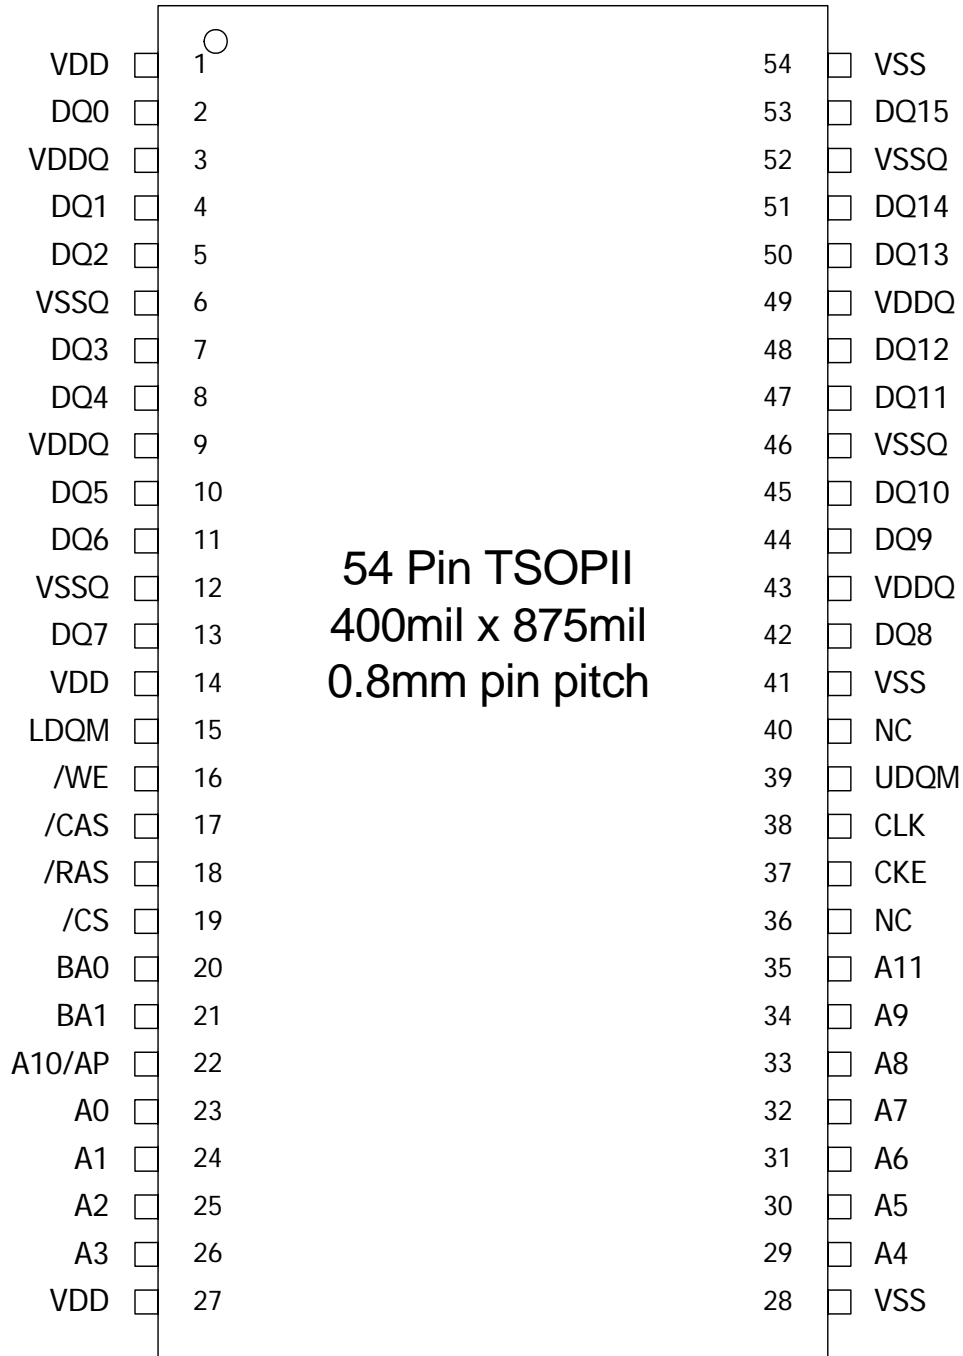 VDD 1 54 VSS
DQ0 2 53 DQ15
VDDQ 3 52 VSSQ
DQ1 4 51 DQ14
DQ2 5 50 DQ13
VSSQ 6 49 VDDQ
DQ3 7 48 DQ12
DQ4 8 47 DQ11
VDDQ 9 46 VSSQ
DQ5 10 45 DQ10
DQ6 11 44 DQ9
54 Pin TSOPII
VSSQ 12 43 VDDQ
400mil x 875mil
DQ7 13 42 DQ8
0.8mm pin pitch
VDD 14 41 VSS
LDQM 15 40 NC
/WE 16 39 UDQM
/CAS 17 38 CLK
/RAS 18 37 CKE
/CS 19 36 NC
BA0 20 35 A11
BA1 21 34 A9
A10/AP 22 33 A8
A0 23 32 A7
A1 24 31 A6
A2 25 30 A5
A3 26 29 A4
VDD 27 28 VSS